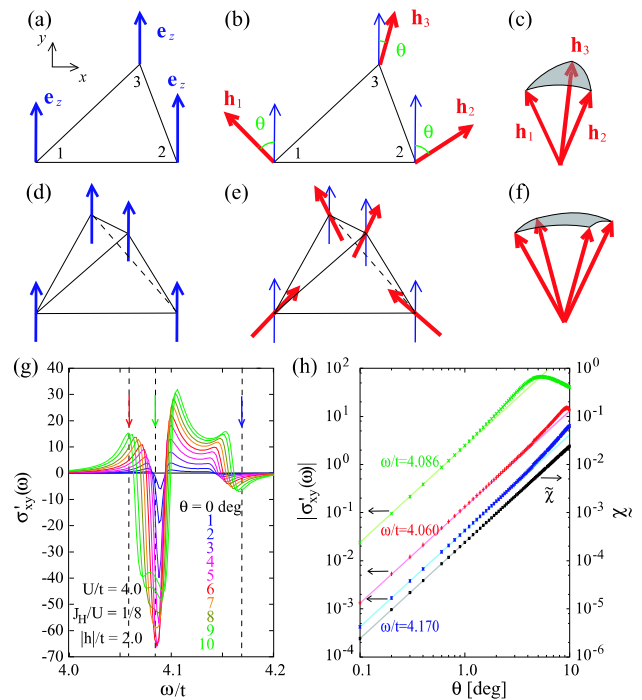 (a)
y
x
e_z
e_z
e_z
3
1
2
(b)
h_3
θ
h_1
θ
3
1
2
θ
h_2
(c)
h_3
h_1
h_2
(d)
(e)
(f)
(g)
40
30
20
10
0
-10
-20
-30
-40
-50
-60
-70
σ'_xy(ω)
θ = 0 deg
1
2
3
4
5
6
7
8
9
10
U/t = 4.0
J_H/U = 1/8
|h|/t = 2.0
4.0 4.1 4.2
ω/t
(h)
10^2
10^1
10^0
10^-1
10^-2
10^-3
10^-4
|σ'_xy(ω)|
ω/t=4.086
ω/t=4.060
ω/t=4.170
χ̃
10^0
10^-1
10^-2
10^-3
10^-4
10^-5
10^-6
χ̃
0.1 1 10
θ [deg]